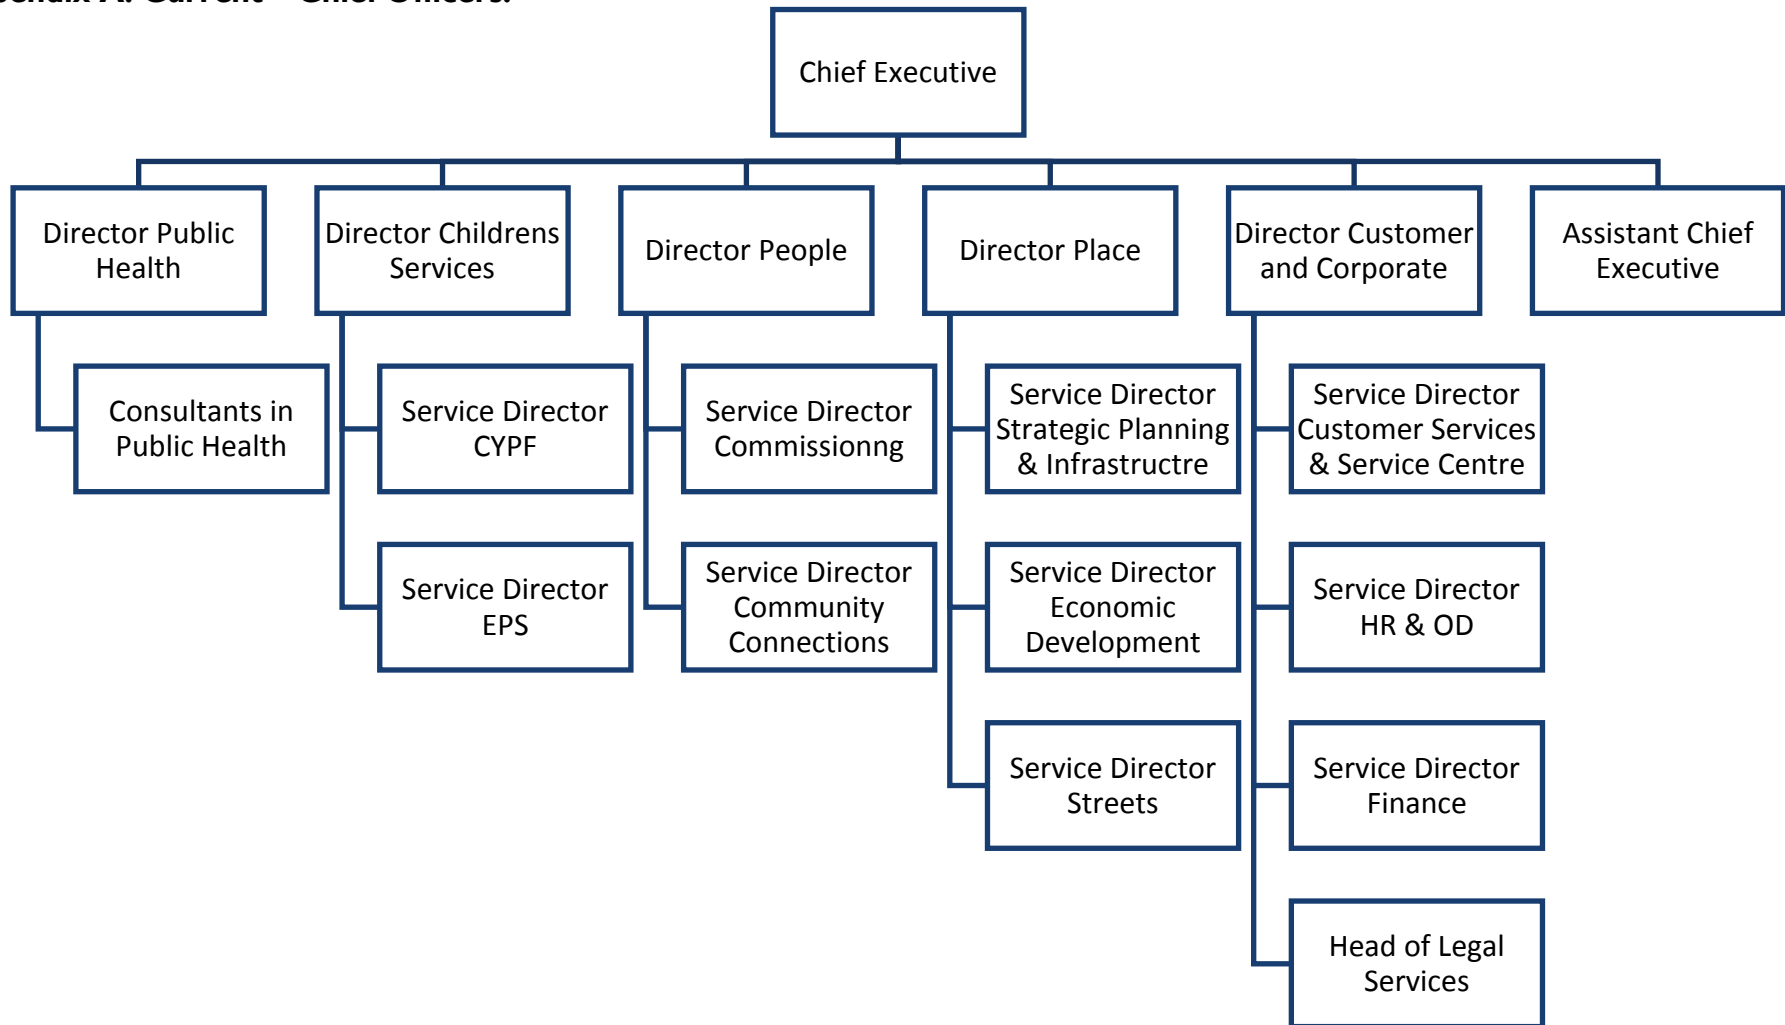 Chief Executive
Director Public
Health
Director Childrens
Services
Director People
Director Place
Director Customer
and Corporate
Assistant Chief
Executive
Consultants in
Public Health
Service Director
CYPF
Service Director
Commissionng
Service Director
Strategic Planning
& Infrastructre
Service Director
Customer Services
& Service Centre
Service Director
EPS
Service Director
Community
Connections
Service Director
Economic
Development
Service Director
HR & OD
Service Director
Streets
Service Director
Finance
Head of Legal
Services